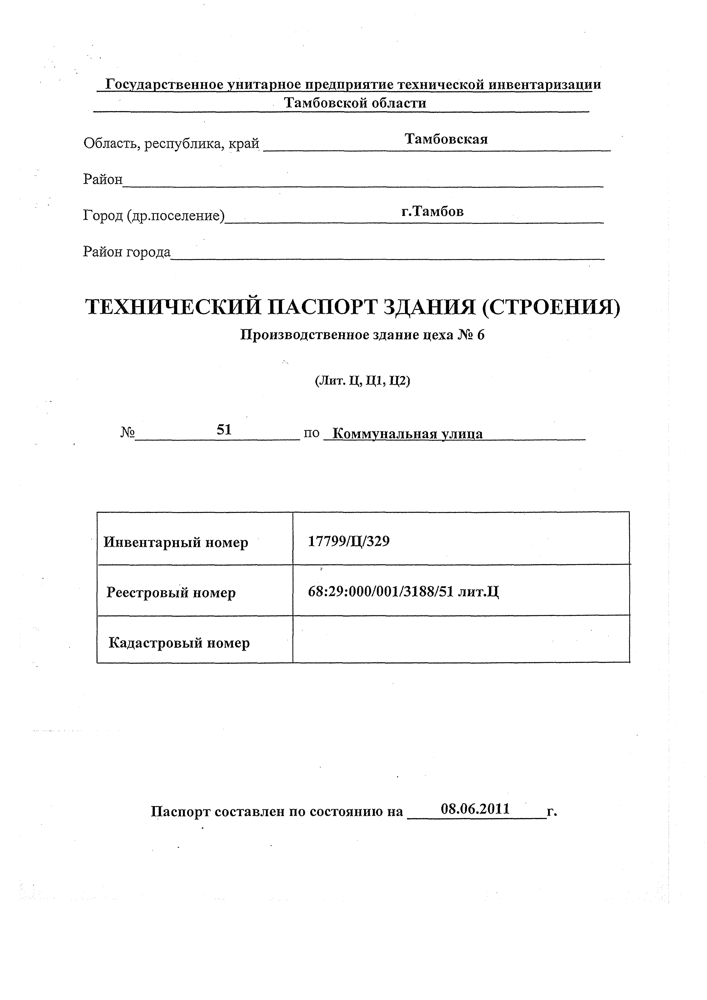 Государственное унитарное предприятие технической инвентаризации
Тамбовской области
Область, республика, край Тамбовская
Район
Город (др.поселение) г.Тамбов
Район города
ТЕХНИЧЕСКИЙ ПАСПОРТ ЗДАНИЯ (СТРОЕНИЯ)
Производственное здание цеха № 6
(Лит. Ц, Ц1, Ц2)
№ 51 по Коммунальная улица
Инвентарный номер 17799/Ц/329
Реестровый номер 68:29:000/001/3188/51 лит.Ц
Кадастровый номер
Паспорт составлен по состоянию на 08.06.2011 г.